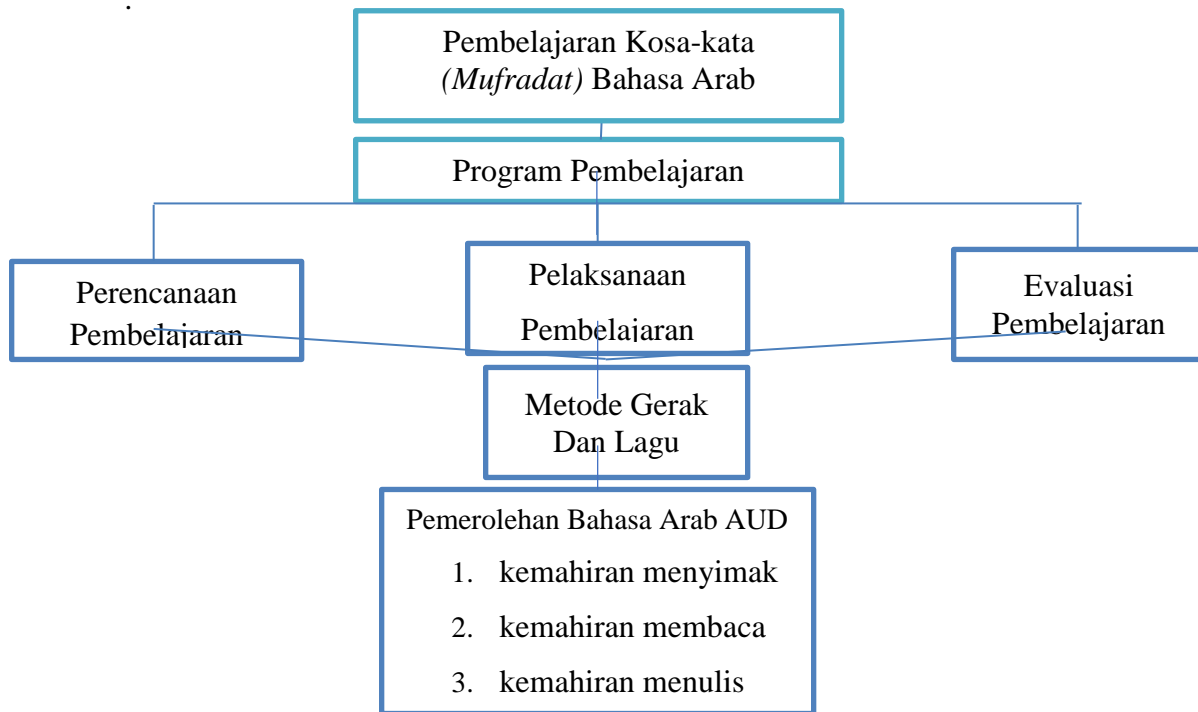 .
Pembelajaran Kosa-kata
(Mufradat) Bahasa Arab
Program Pembelajaran
Perencanaan
Pembelajaran
Pelaksanaan
Pembelajaran
Evaluasi
Pembelajaran
Metode Gerak
Dan Lagu
Pemerolehan Bahasa Arab AUD
1. kemahiran menyimak
2. kemahiran membaca
3. kemahiran menulis